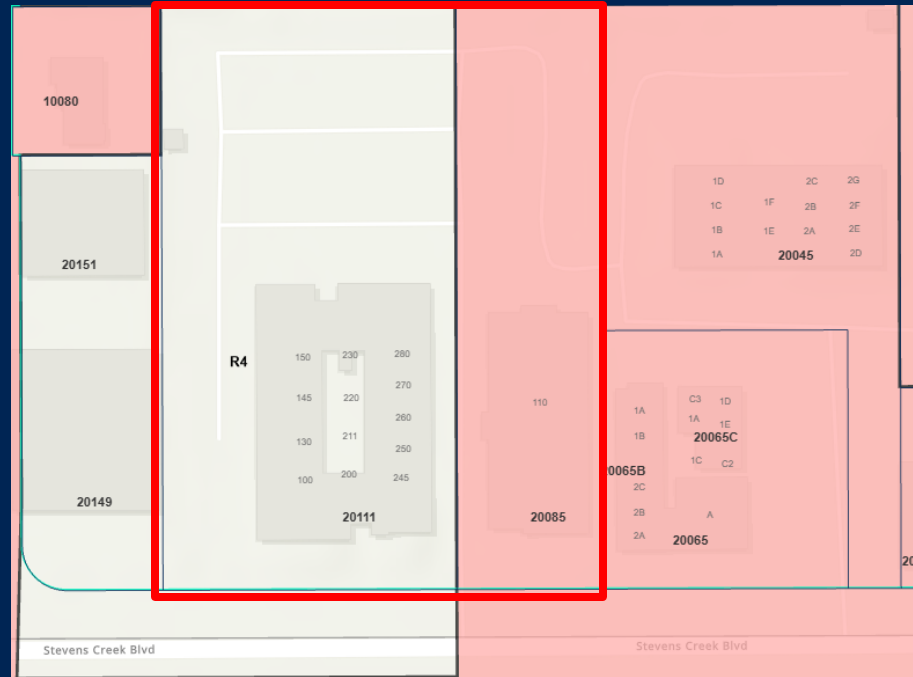 10080
1D
2C
2G
1C
1F
2B
2F
1B
1E
2A
2E
1A
20045
2D
20151
R4
150
230
280
145
220
270
130
211
260
100
200
250
245
110
C3
1D
1A
1A
1E
1B
20065C
1C
C2
20065B
2C
2B
A
2A
20065
20149
20111
20085
20
Stevens Creek Blvd
Stevens Creek Blvd